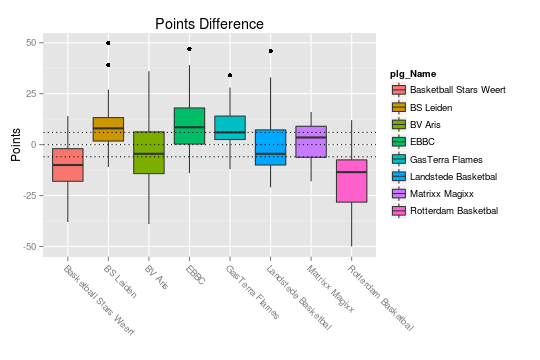 Points Difference
Points
50
25
0
-25
-50
Basketball Stars Weert
BS Leiden
BV Aris
EBBC
GasTerra Flames
Landstede Basketbal
Matrixx Magixx
Rotterdam Basketbal
plg_Name
Basketball Stars Weert
BS Leiden
BV Aris
EBBC
GasTerra Flames
Landstede Basketbal
Matrixx Magixx
Rotterdam Basketbal